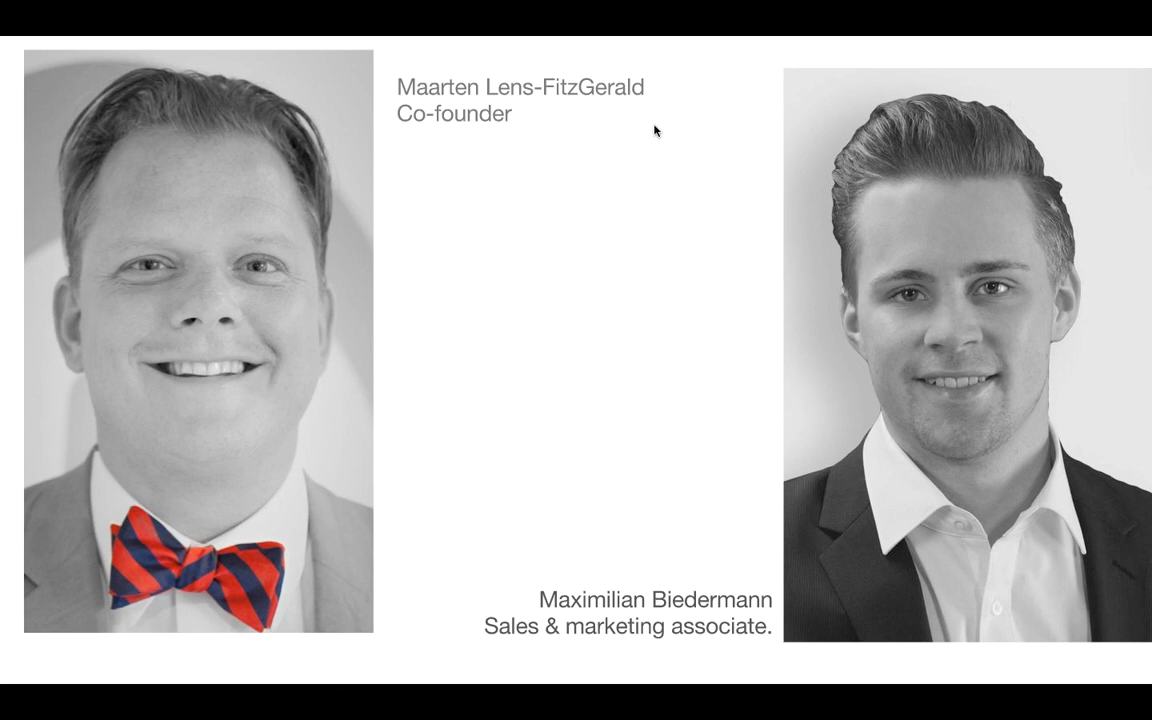 Maarten Lens-FitzGerald
Co-founder
Maximilian Biedermann
Sales & marketing associate.